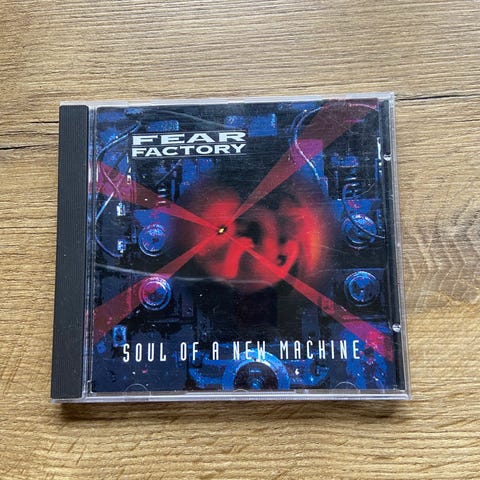 FEAR
FACTORY
SOUL OF A NEW MACHINE